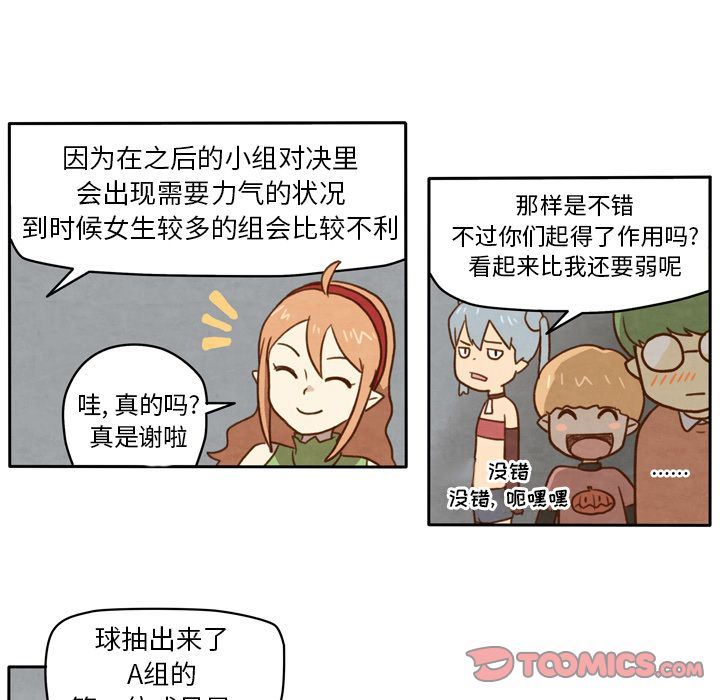 因为在之后的小组对决里
会出现需要力气的状况
到时候女生较多的组会比较不利
哇, 真的吗?
真是谢啦
那样是不错
不过你们起得了作用吗?
看起来比我还要弱呢
没错
没错, 呃嘿嘿
......
球抽出来了
A组的
TOOMICS.COM